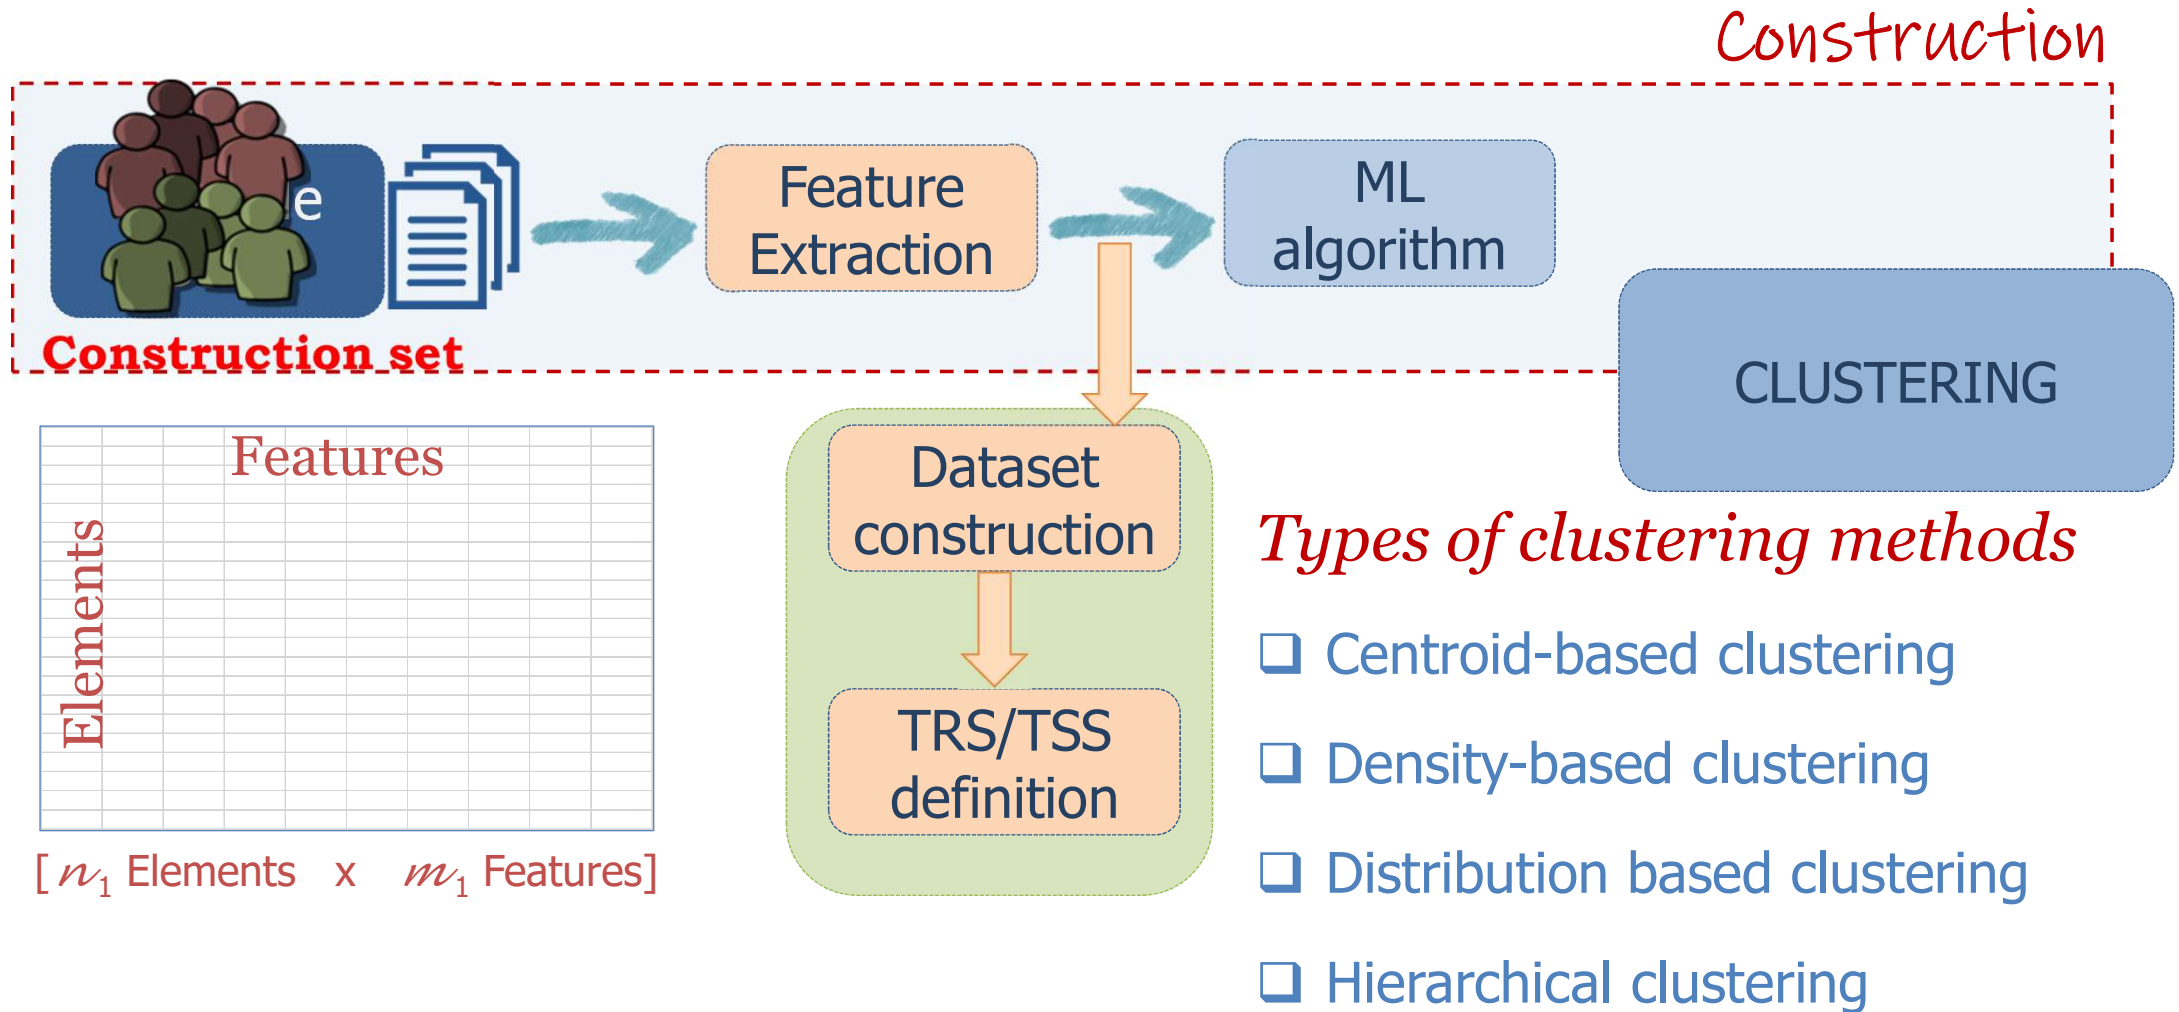 Construction
Feature
Extraction
ML
algorithm
Construction set
CLUSTERING
Features
Elements
[ n₁ Elements x m₁ Features]
Dataset
construction
TRS/TSS
definition
Types of clustering methods
Centroid-based clustering
Density-based clustering
Distribution based clustering
Hierarchical clustering